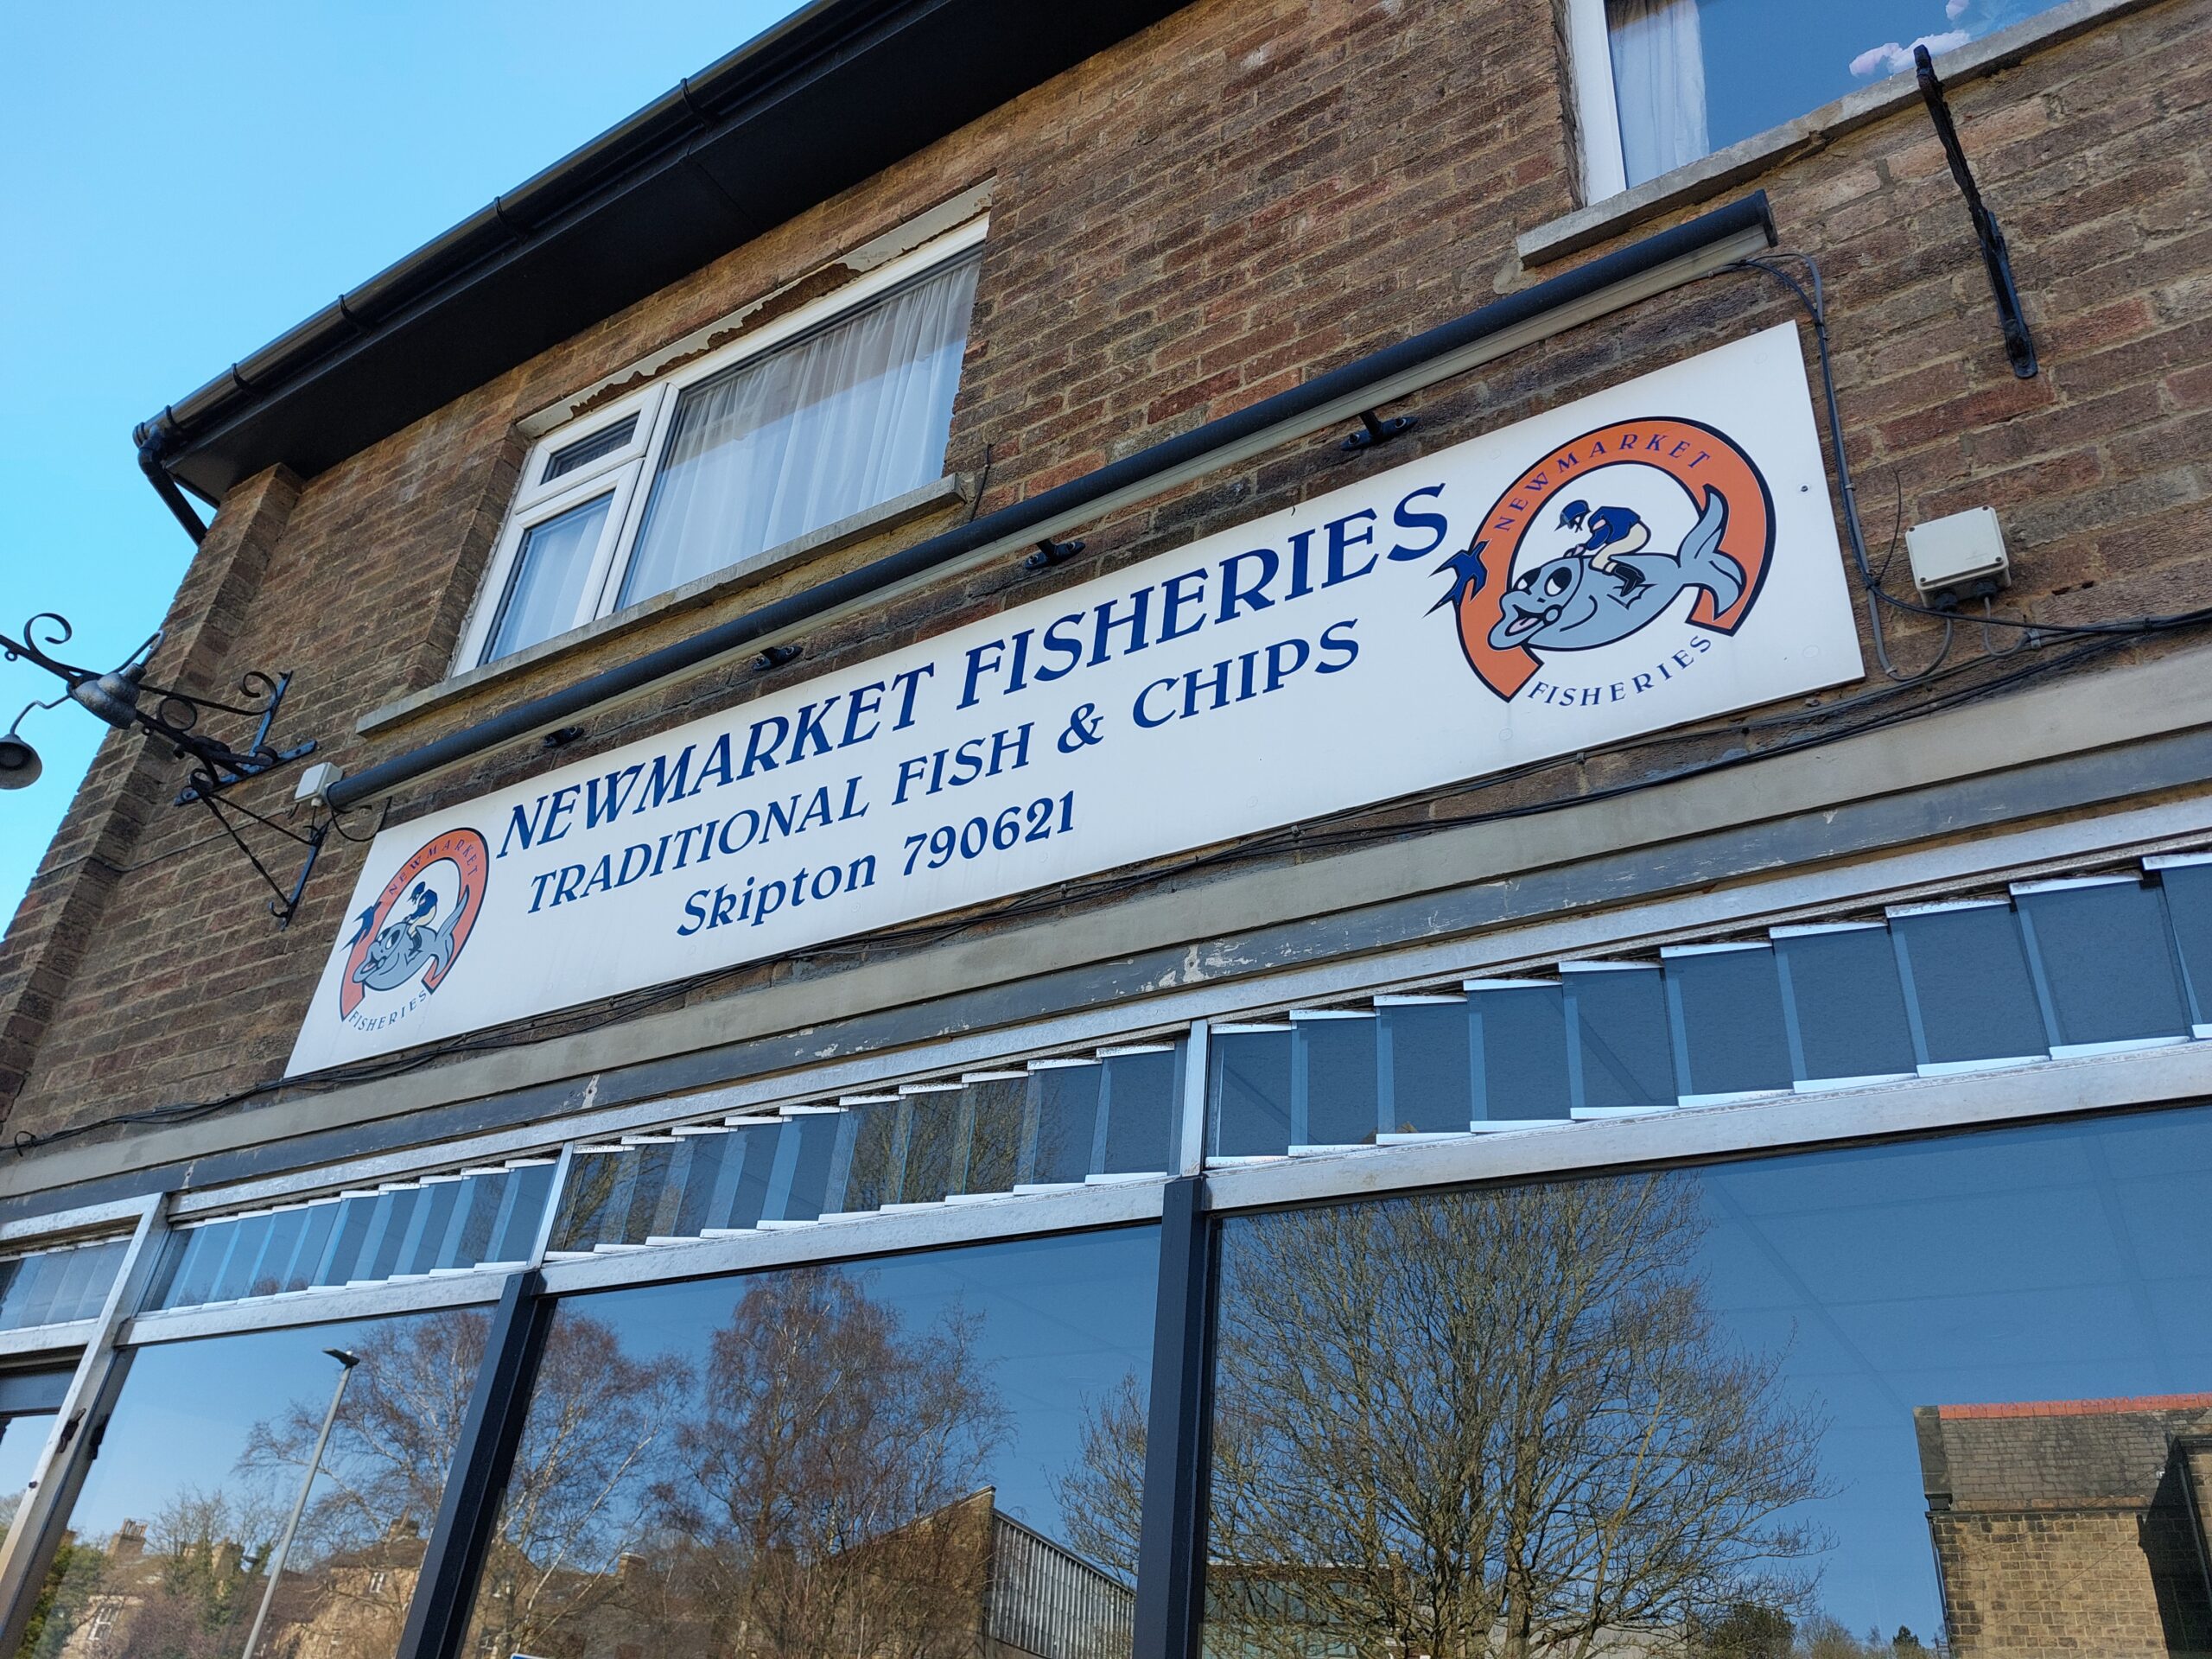 NEWMARKET FISHERIES
TRADITIONAL FISH & CHIPS
Skipton 790621
NEWMARKET
FISHERIES
NEWMARKET
FISHERIES